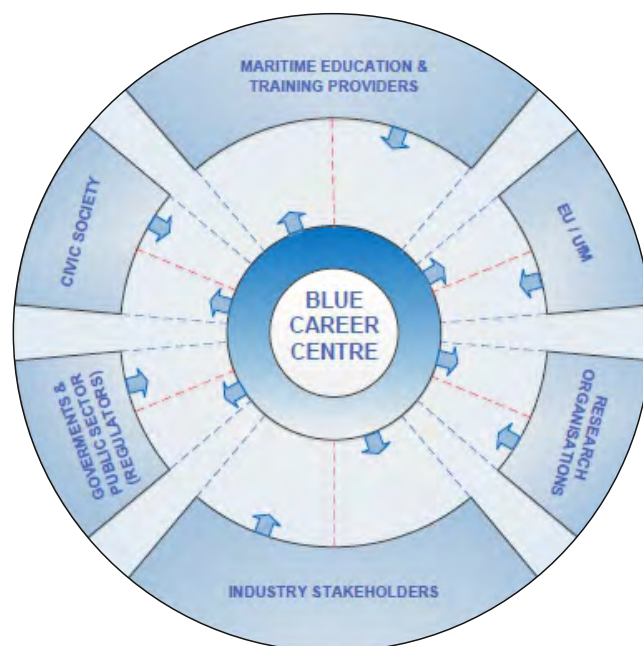 MARITIME EDUCATION &
TRAINING PROVIDERS
EU / UfM
RESEARCH
ORGANISATIONS
INDUSTRY STAKEHOLDERS
GOVERMENTS &
PUBLIC SECTOR
(REGULATORS)
CIVIC SOCIETY
BLUE
CAREER
CENTRE